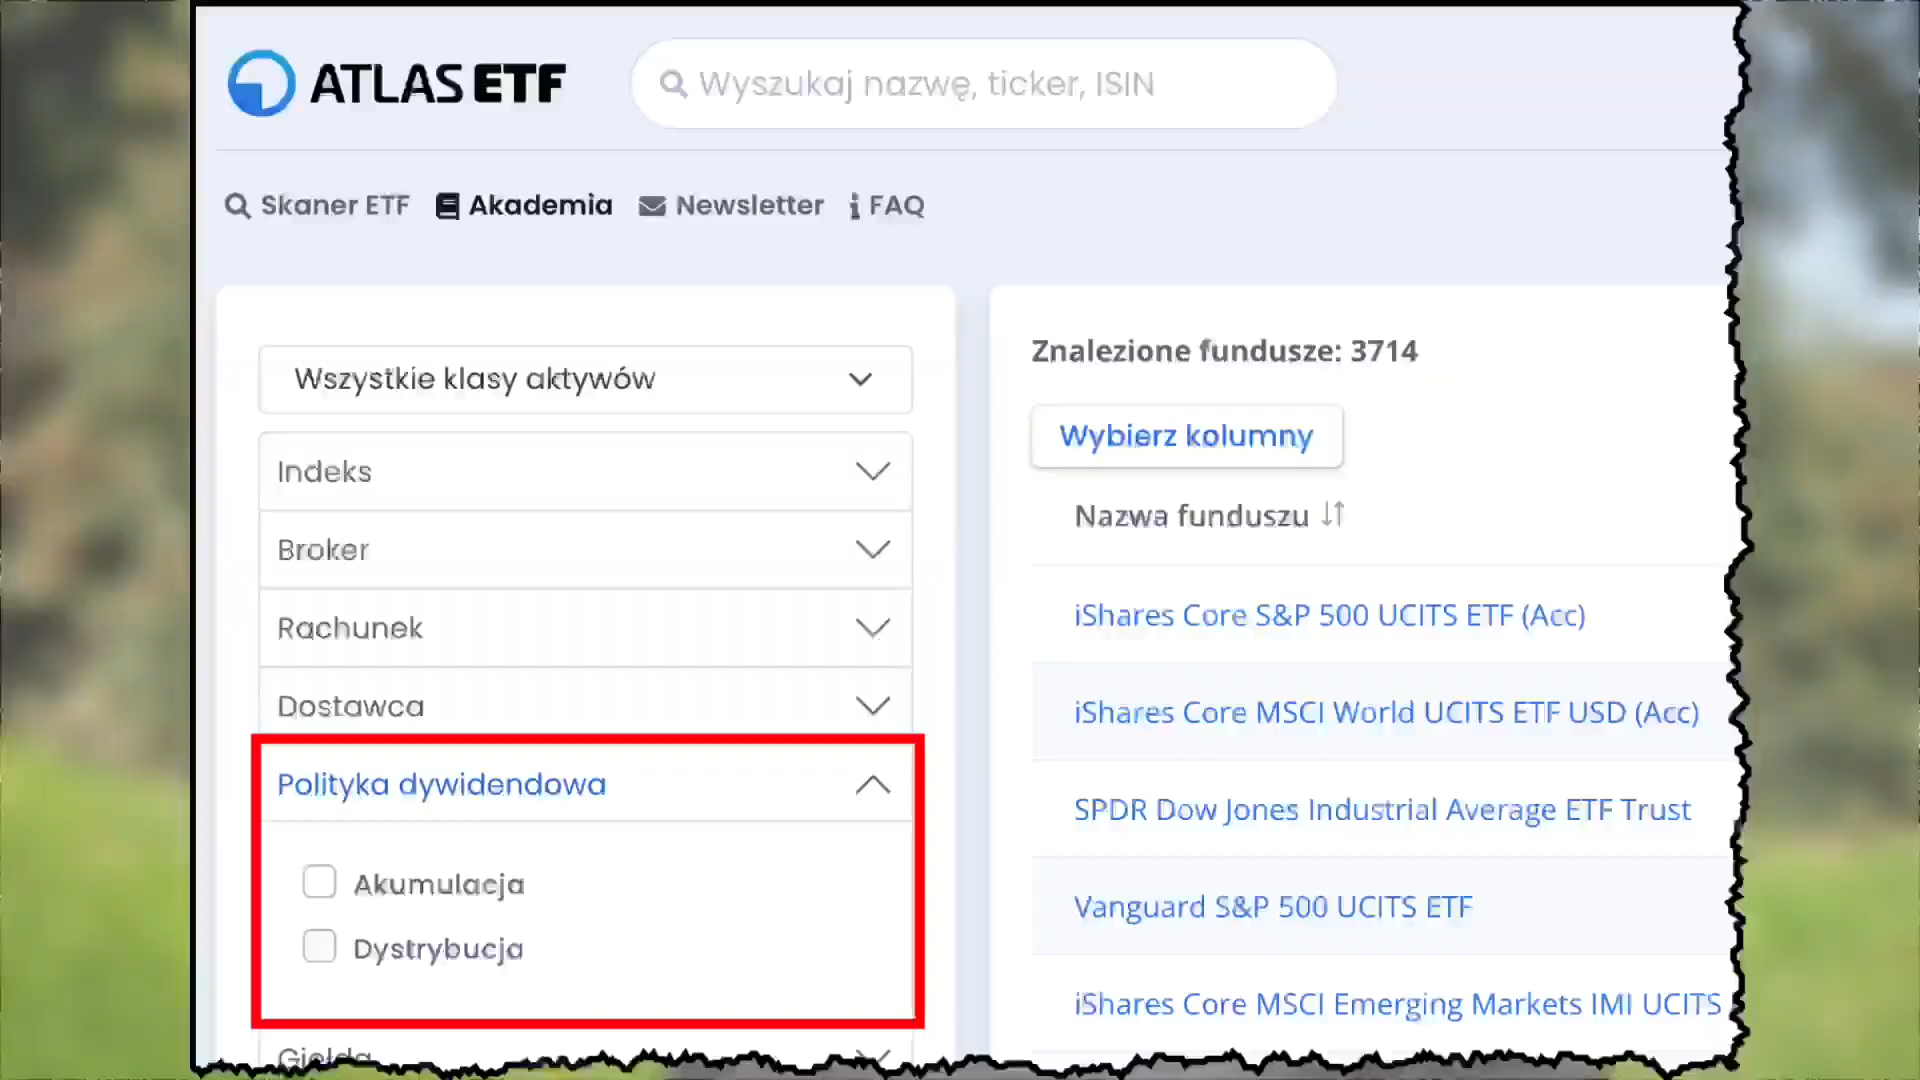 ATLAS ETF
Wyszukaj nazwę, ticker, ISIN
Skaner ETF Akademia Newsletter FAQ
Wszystkie klasy aktywów
Indeks
Broker
Rachunek
Dostawca
Polityka dywidendowa
Akumulacja
Dystrybucja
Giełda
Znalezione fundusze: 3714
Wybierz kolumny
Nazwa funduszu
iShares Core S&P 500 UCITS ETF (Acc)
iShares Core MSCI World UCITS ETF USD (Acc)
SPDR Dow Jones Industrial Average ETF Trust
Vanguard S&P 500 UCITS ETF
iShares Core MSCI Emerging Markets IMI UCITS